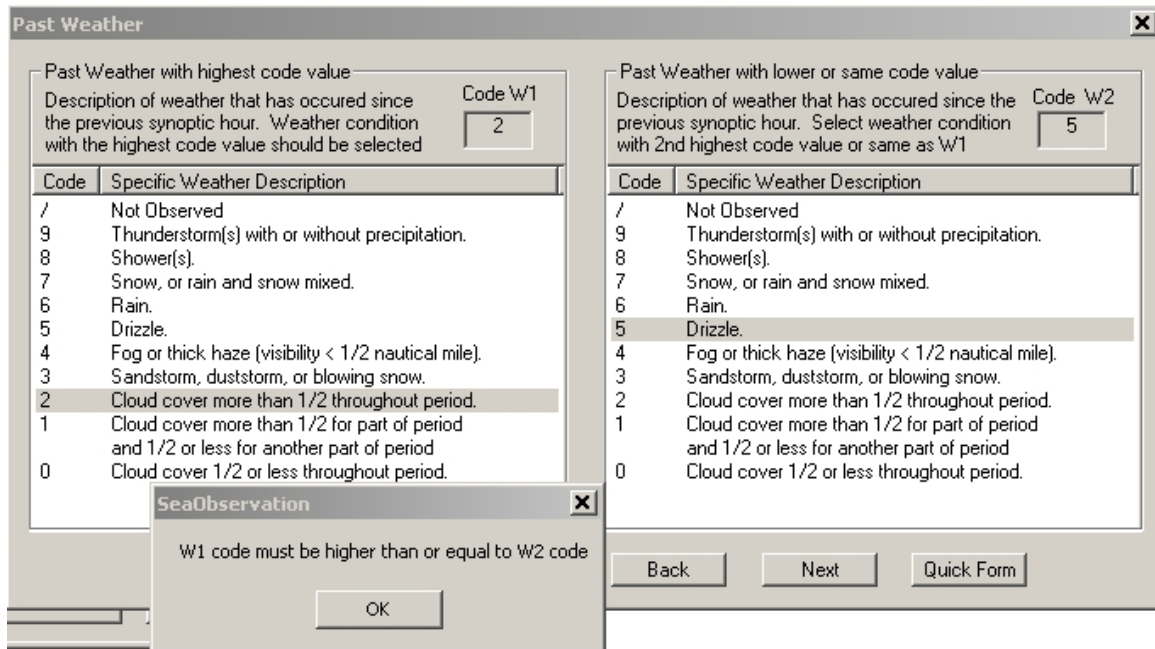 Past Weather
Past Weather with highest code value
Description of weather that has occured since
the previous synoptic hour. Weather condition
with the highest code value should be selected
Code W1
2
Code Specific Weather Description
/ Not Observed
9 Thunderstorm(s) with or without precipitation.
8 Shower(s).
7 Snow, or rain and snow mixed.
6 Rain.
5 Drizzle.
4 Fog or thick haze (visibility < 1/2 nautical mile).
3 Sandstorm, duststorm, or blowing snow.
2 Cloud cover more than 1/2 throughout period.
1 Cloud cover more than 1/2 for part of period
and 1/2 or less for another part of period
0 Cloud cover 1/2 or less throughout period.
Past Weather with lower or same code value
Description of weather that has occured since the
previous synoptic hour. Select weather condition
with 2nd highest code value or same as W1
Code W2
5
Code Specific Weather Description
/ Not Observed
9 Thunderstorm(s) with or without precipitation.
8 Shower(s).
7 Snow, or rain and snow mixed.
6 Rain.
5 Drizzle.
4 Fog or thick haze (visibility < 1/2 nautical mile).
3 Sandstorm, duststorm, or blowing snow.
2 Cloud cover more than 1/2 throughout period.
1 Cloud cover more than 1/2 for part of period
and 1/2 or less for another part of period
0 Cloud cover 1/2 or less throughout period.
SeaObservation
W1 code must be higher than or equal to W2 code
OK
Back Next Quick Form